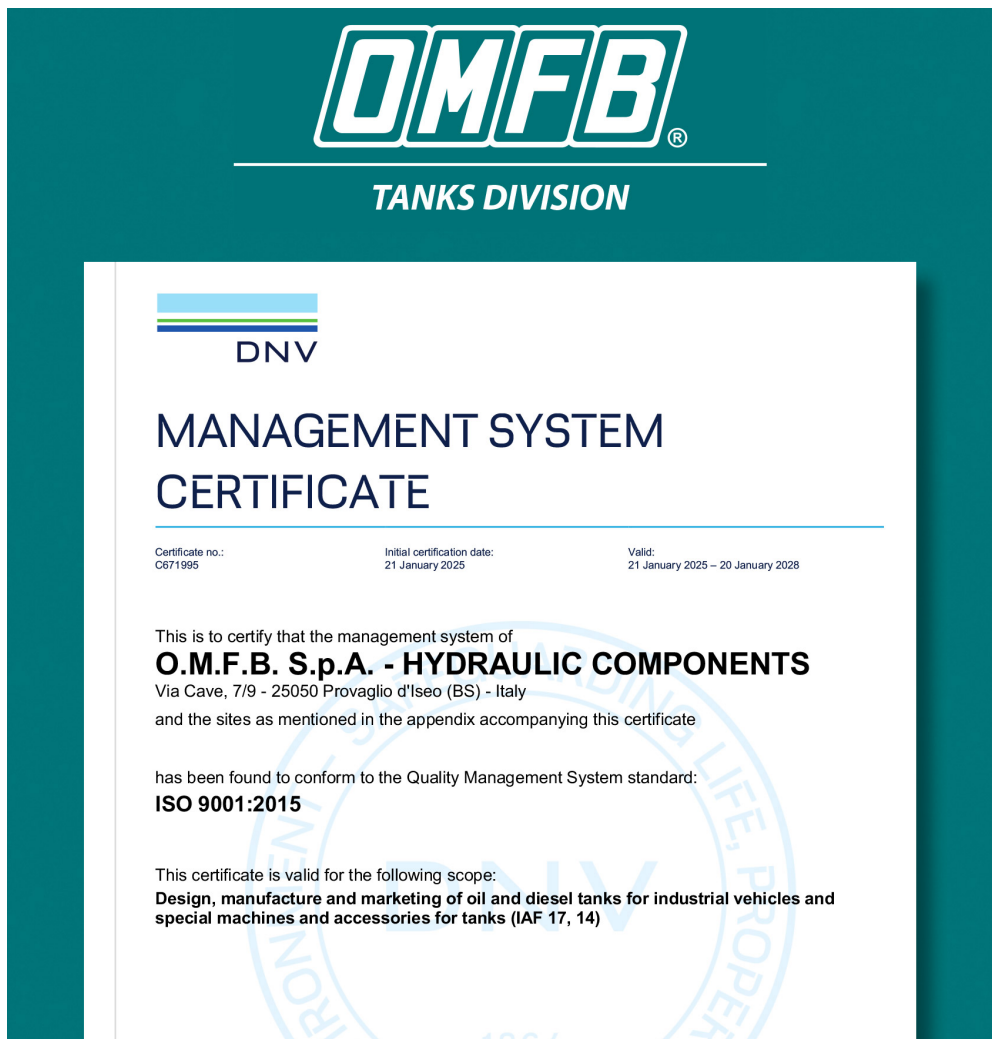 OMFB®
TANKS DIVISION
DNV
MANAGEMENT SYSTEM
CERTIFICATE
Certificate no.:
C671995
Initial certification date:
21 January 2025
Valid:
21 January 2025 – 20 January 2028
This is to certify that the management system of
O.M.F.B. S.p.A. - HYDRAULIC COMPONENTS
Via Cave, 7/9 - 25050 Provaglio d'Iseo (BS) - Italy
and the sites as mentioned in the appendix accompanying this certificate
has been found to conform to the Quality Management System standard:
ISO 9001:2015
This certificate is valid for the following scope:
Design, manufacture and marketing of oil and diesel tanks for industrial vehicles and
special machines and accessories for tanks (IAF 17, 14)
SAFEGUARDING LIFE,
DNV